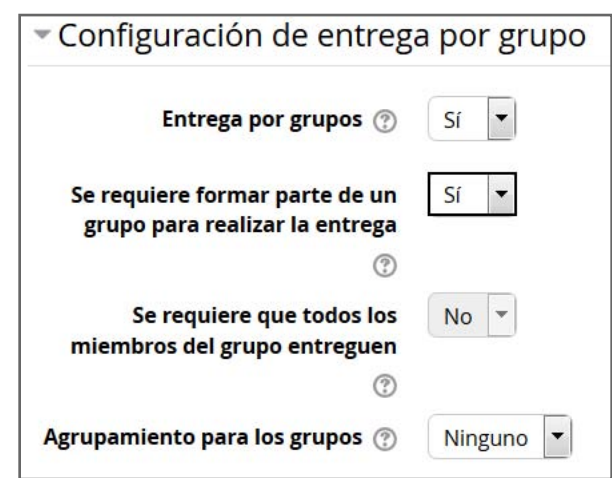 Configuración de entrega por grupo
Entrega por grupos
Sí
Se requiere formar parte de un
grupo para realizar la entrega
Sí
Se requiere que todos los
miembros del grupo entreguen
No
Agrupamiento para los grupos
Ninguno